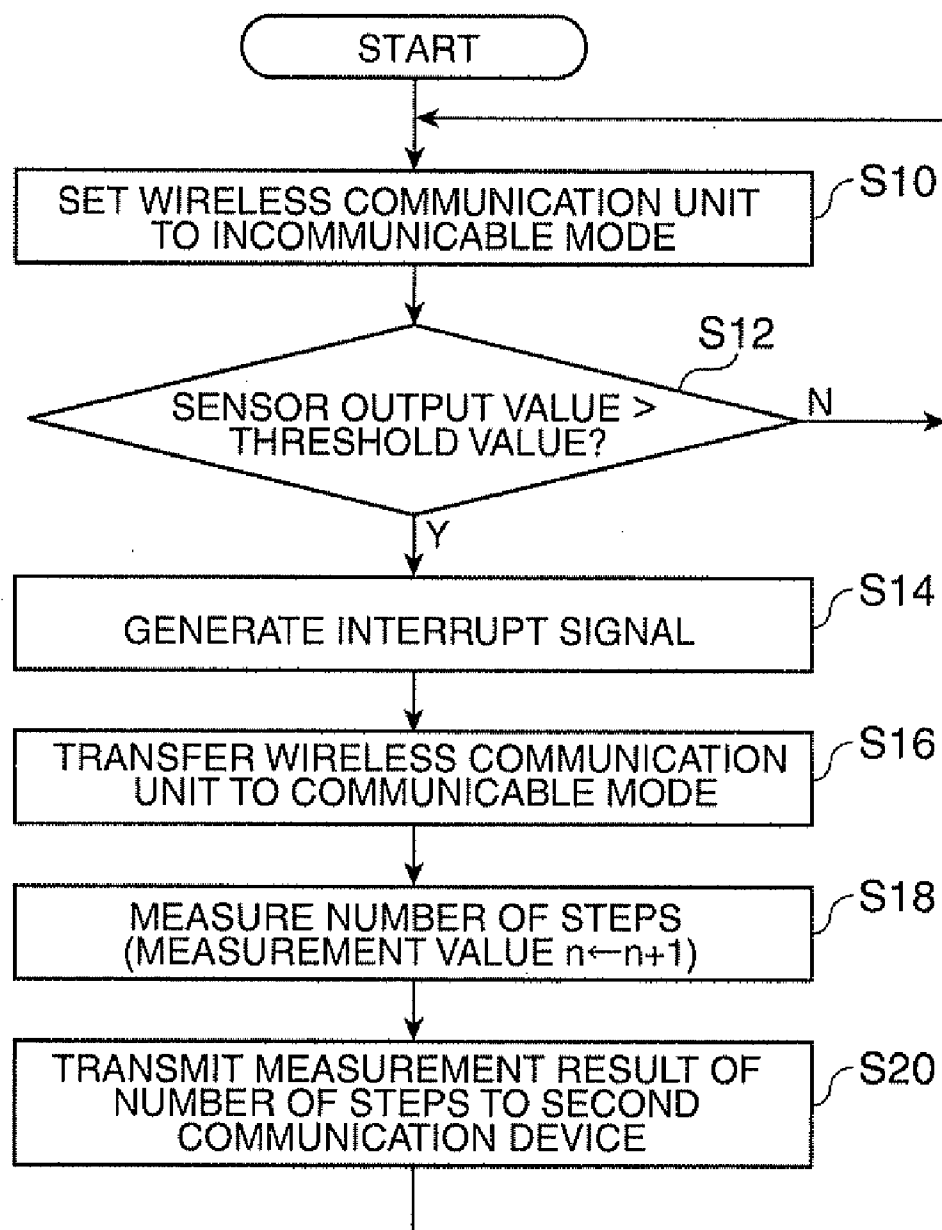 START
SET WIRELESS COMMUNICATION UNIT
TO INCOMMUNICABLE MODE
S10
S12
SENSOR OUTPUT VALUE >
THRESHOLD VALUE?
N
Y
GENERATE INTERRUPT SIGNAL
S14
TRANSFER WIRELESS COMMUNICATION
UNIT TO COMMUNICABLE MODE
S16
MEASURE NUMBER OF STEPS
(MEASUREMENT VALUE n←n+1)
S18
TRANSMIT MEASUREMENT RESULT OF
NUMBER OF STEPS TO SECOND
COMMUNICATION DEVICE
S20